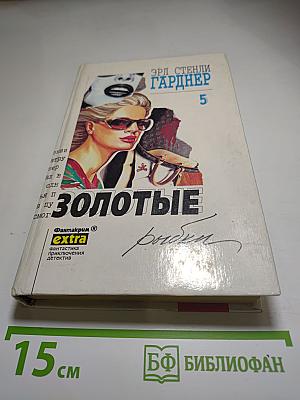 ЭРЛ СТЕНЛИ
ГАРДНЕР
5
ЗОЛОТЫЕ
рыбки
Фантакрим ®
extra
фантастика
приключения
детектив
15 см
БФ БИБЛИОФАН